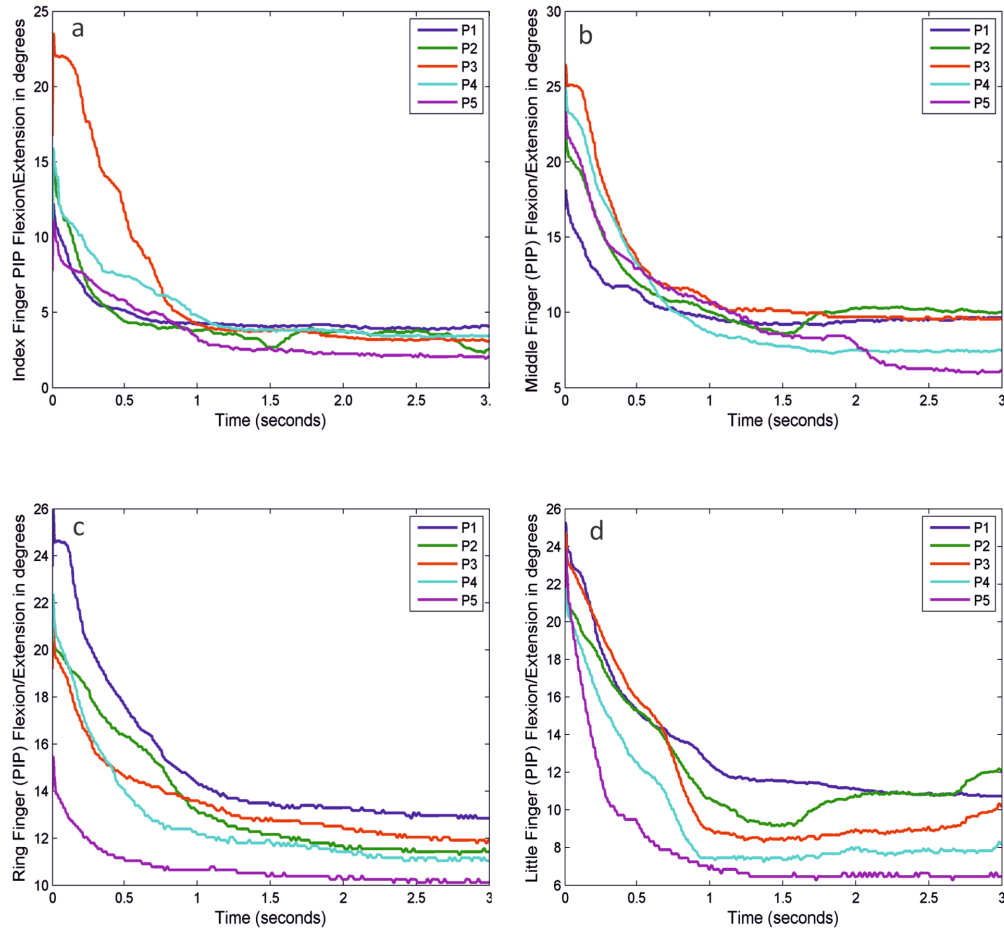 a
P1
P2
P3
P4
P5
Index Finger PIP Flexion\Extension in degrees
25
20
15
10
5
0
0
0.5
1
1.5
2.0
2.5
3.
Time (seconds)
b
P1
P2
P3
P4
P5
Middle Finger (PIP) Flexion/Extension in degrees
30
25
20
15
10
5
0
0.5
1
1.5
2
2.5
3
Time (seconds)
c
P1
P2
P3
P4
P5
Ring Finger (PIP) Flexion/Extension in degrees
26
24
22
20
18
16
14
12
10
0
0.5
1
1.5
2
2.5
3
Time (seconds)
d
P1
P2
P3
P4
P5
Little Finger (PIP) Flexion/Extension in degrees
26
24
22
20
18
16
14
12
10
8
6
0
0.5
1
1.5
2
2.5
3
Time (seconds)